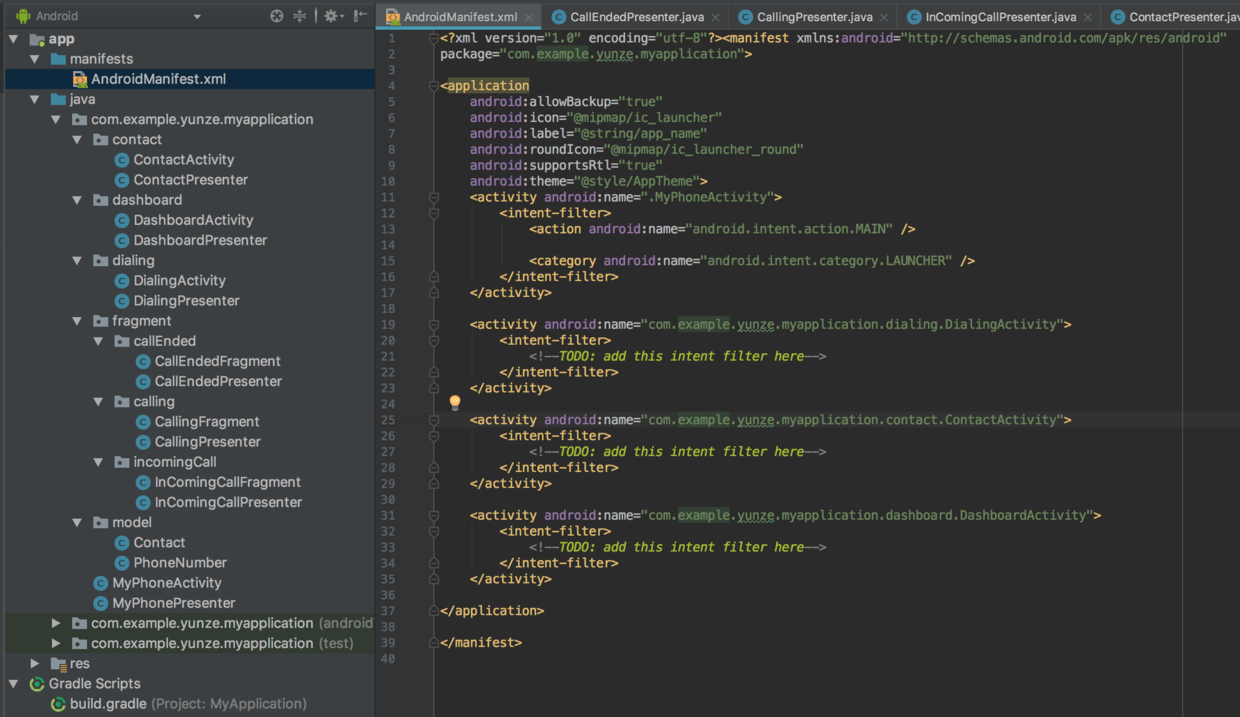 Android
app
manifests
AndroidManifest.xml
java
com.example.yunze.myapplication
contact
ContactActivity
ContactPresenter
dashboard
DashboardActivity
DashboardPresenter
dialing
DialingActivity
DialingPresenter
fragment
callEnded
CallEndedFragment
CallEndedPresenter
calling
CallingFragment
CallingPresenter
incomingCall
InComingCallFragment
InComingCallPresenter
model
Contact
PhoneNumber
MyPhoneActivity
MyPhonePresenter
com.example.yunze.myapplication (android
com.example.yunze.myapplication (test)
res
Gradle Scripts
build.gradle (Project: MyApplication)
AndroidManifest.xml × CallEndedPresenter.java × CallingPresenter.java × InComingCallPresenter.java × ContactPresenter.jav
1 <?xml version="1.0" encoding="utf-8"?><manifest xmlns:android="http://schemas.android.com/apk/res/android"
2 package="com.example.yunze.myapplication">
3
4 <application
5 android:allowBackup="true"
6 android:icon="@mipmap/ic_launcher"
7 android:label="@string/app_name"
8 android:roundIcon="@mipmap/ic_launcher_round"
9 android:supportsRtl="true"
10 android:theme="@style/AppTheme">
11 <activity android:name=".MyPhoneActivity">
12 <intent-filter>
13 <action android:name="android.intent.action.MAIN" />
14
15 <category android:name="android.intent.category.LAUNCHER" />
16 </intent-filter>
17 </activity>
18
19 <activity android:name="com.example.yunze.myapplication.dialing.DialingActivity">
20 <intent-filter>
21 <!--TODO: add this intent filter here-->
22 </intent-filter>
23 </activity>
24
25 <activity android:name="com.example.yunze.myapplication.contact.ContactActivity">
26 <intent-filter>
27 <!--TODO: add this intent filter here-->
28 </intent-filter>
29 </activity>
30
31 <activity android:name="com.example.yunze.myapplication.dashboard.DashboardActivity">
32 <intent-filter>
33 <!--TODO: add this intent filter here-->
34 </intent-filter>
35 </activity>
36
37 </application>
38
39 </manifest>
40